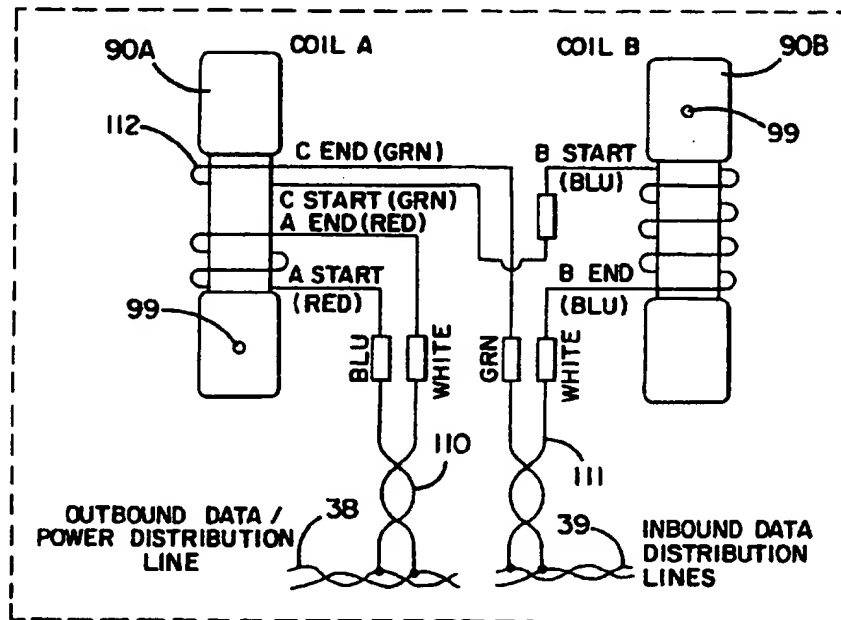 90A
COIL A
COIL B
90B
112
99
C END (GRN)
B START
(BLU)
C START (GRN)
A END (RED)
A START
(RED)
B END
(BLU)
99
BLU
WHITE
GRN
WHITE
110
111
OUTBOUND DATA /
POWER DISTRIBUTION
LINE
38
39
INBOUND DATA
DISTRIBUTION
LINES